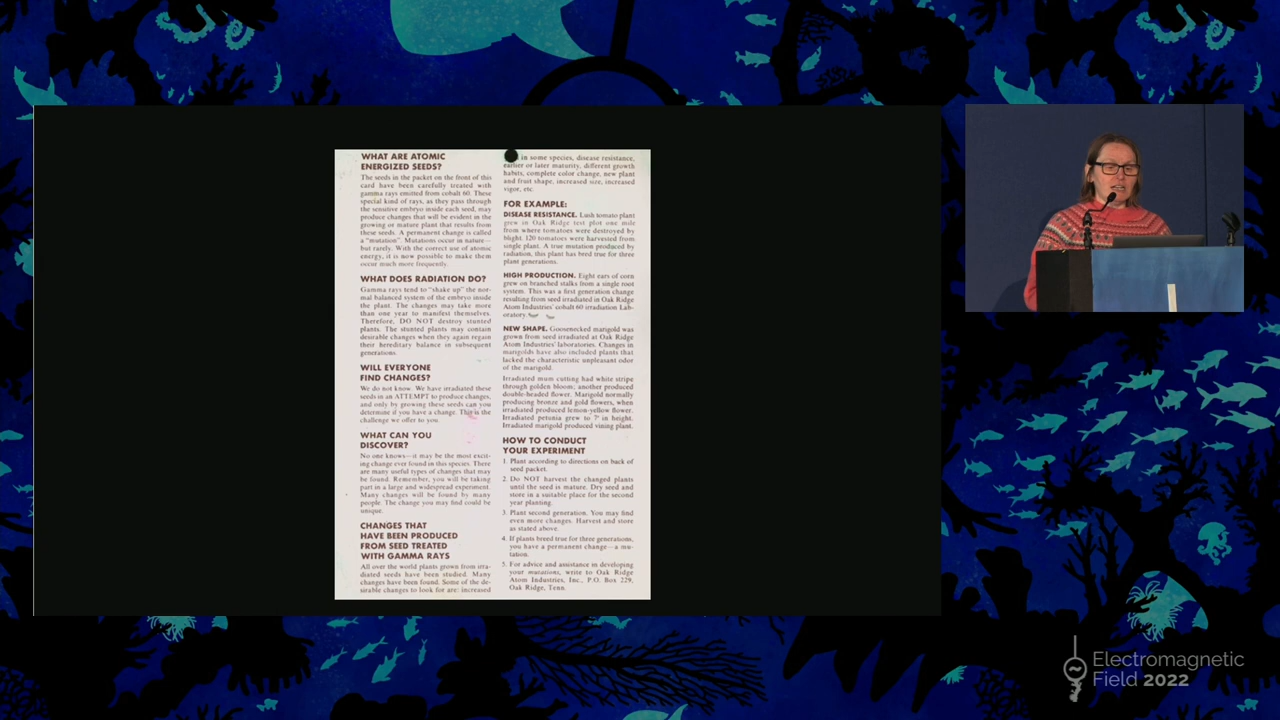 WHAT ARE ATOMIC
ENERGIZED SEEDS?
The seeds in the packet on the front of this
card have been carefully treated with
gamma rays emitted from cobalt 60. These
special kind of rays, as they pass through
the sensitive embryo inside each seed, may
produce changes that will be evident in the
growing or mature plant that results from
these seeds. A permanent change is called
a "mutation". Mutations occur in nature—
but rarely. With the correct use of atomic
energy, it is now possible to make them
occur much more frequently.
WHAT DOES RADIATION DO?
Gamma rays tend to "shake up" the nor-
mal balanced system of the embryo inside
the plant. The changes may take more
than one year to manifest themselves.
Therefore, DO NOT destroy stunted
plants. The stunted plants may contain
desirable changes when they again regain
their hereditary balance in subsequent
generations.
WILL EVERYONE
FIND CHANGES?
We do not know. We have irradiated these
seeds in an ATTEMPT to produce changes,
and only by growing these seeds can you
determine if you have a change. This is the
challenge we offer to you.
WHAT CAN YOU
DISCOVER?
No one knows—it may be the most excit-
ing change ever found in this species. There
are many useful types of changes that may
be found. Remember, you will be taking
part in a large and widespread experiment.
Many changes will be found by many
people. The change you may find could be
unique.
CHANGES THAT
HAVE BEEN PRODUCED
FROM SEED TREATED
WITH GAMMA RAYS
All over the world plants grown from irra-
diated seeds have been studied. Many
changes have been found. Some of the de-
sirable changes to look for are: increased
in some species, disease resistance,
earlier or later maturity, different growth
habits, complete color change, new plant
and fruit shape, increased size, increased
vigor, etc.
FOR EXAMPLE:
DISEASE RESISTANCE. Lush tomato plant
grew in Oak Ridge test plot one mile
from where tomatoes were destroyed by
blight. 120 tomatoes were harvested from
single plant. A true mutation produced by
radiation, this plant has bred true for three
plant generations.
HIGH PRODUCTION. Eight ears of corn
grew on branched stalks from a single root
system. This was a first generation change
resulting from seed irradiated in Oak Ridge
Atom Industries' cobalt 60 irradiation Lab-
oratory.
NEW SHAPE. Goosenecked marigold was
grown from seed irradiated at Oak Ridge
Atom Industries' laboratories. Changes in
marigolds have also included plants that
lacked the characteristic unpleasant odor
of the marigold.
Irradiated mum cutting had white stripe
through golden bloom; another produced
double-headed flower. Marigold normally
producing bronze and gold flowers, when
irradiated produced lemon-yellow flower.
Irradiated petunia grew to 7' in height.
Irradiated marigold produced vining plant.
HOW TO CONDUCT
YOUR EXPERIMENT
1. Plant according to directions on back of
seed packet.
2. Do NOT harvest the changed plants
until the seed is mature. Dry seed and
store in a suitable place for the second
year planting.
3. Plant second generation. You may find
even more changes. Harvest and store
as stated above.
4. If plants breed true for three generations,
you have a permanent change—a mu-
tation.
5. For advice and assistance in developing
your mutations, write to Oak Ridge
Atom Industries, Inc., P.O. Box 229,
Oak Ridge, Tenn.
Electromagnetic
Field 2022